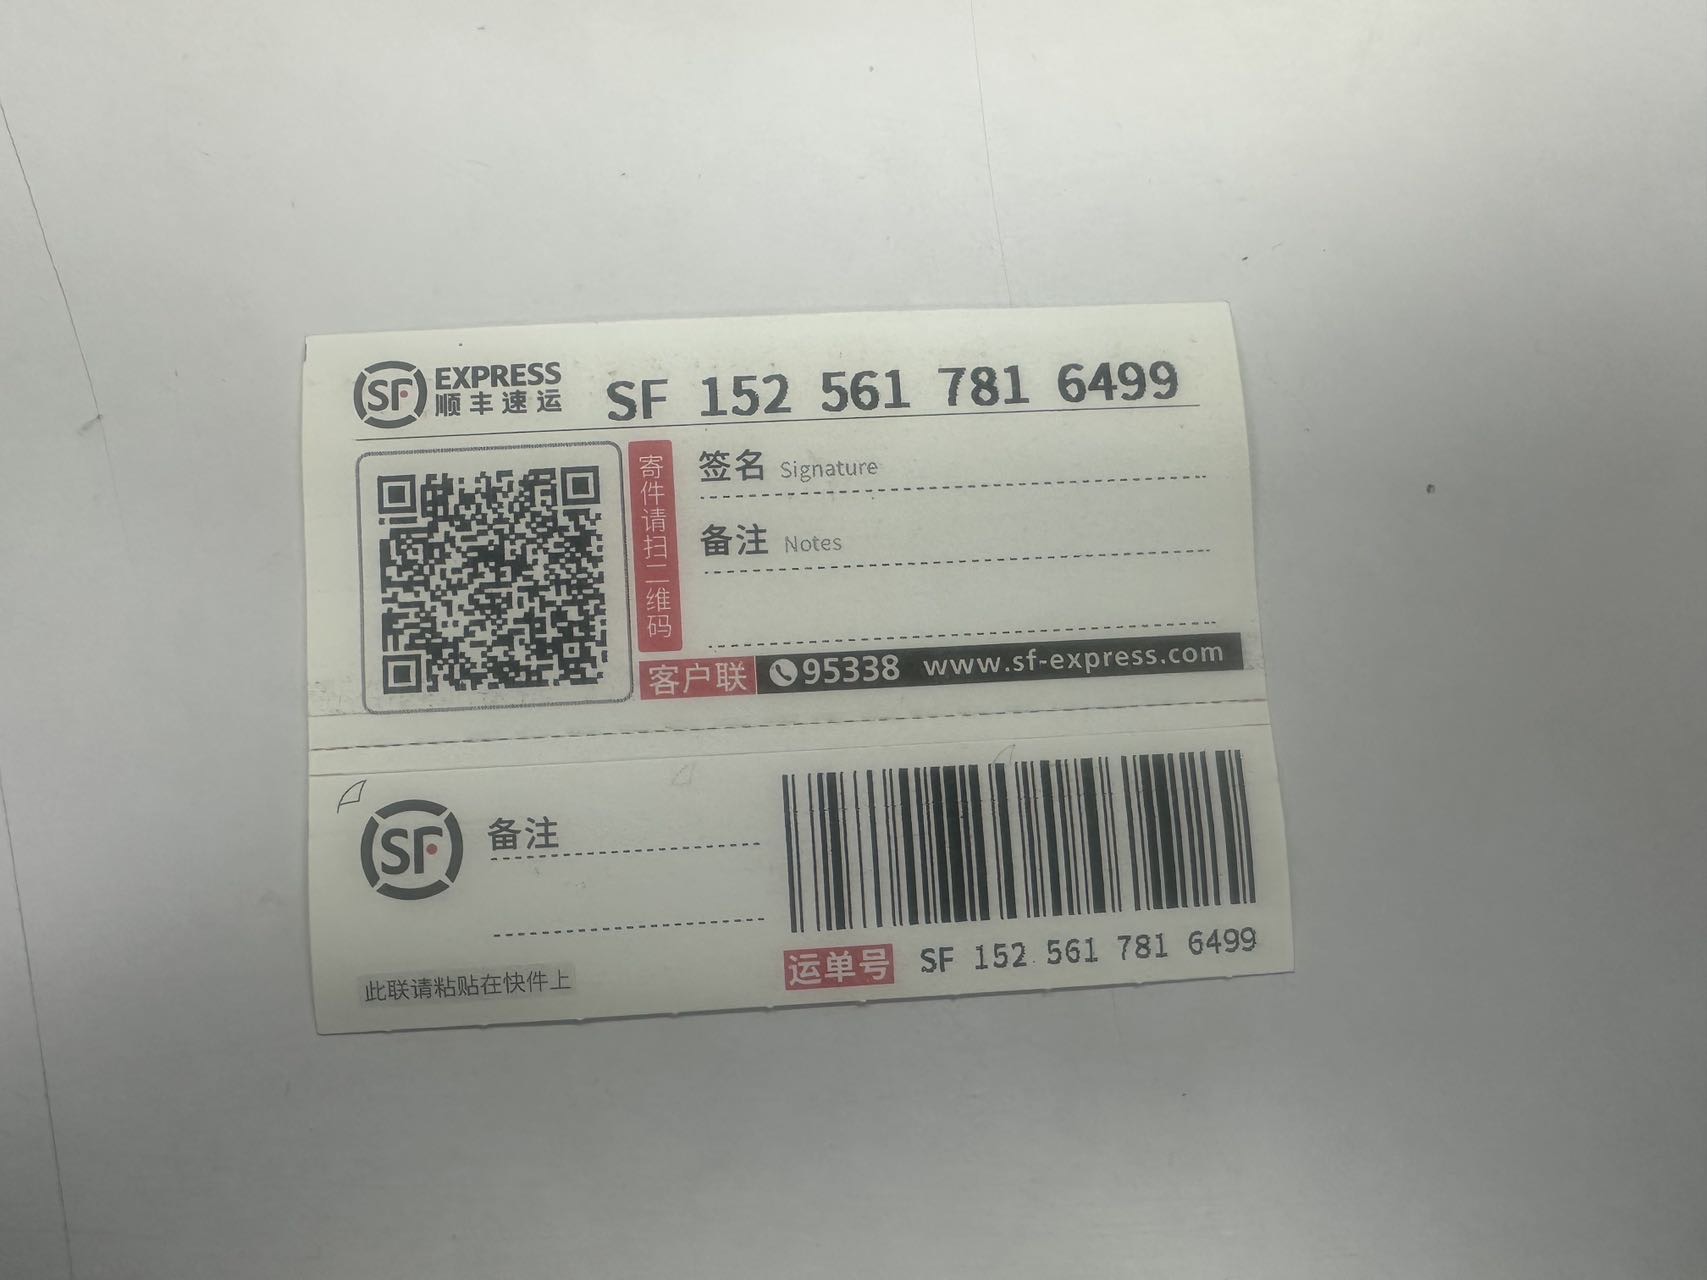 SF EXPRESS
顺丰速运
SF 152 561 781 6499
寄件请扫二维码
签名 Signature
备注 Notes
客户联 95338 www.sf-express.com
SF
备注
此联请粘贴在快件上
运单号 SF 152 561 781 6499